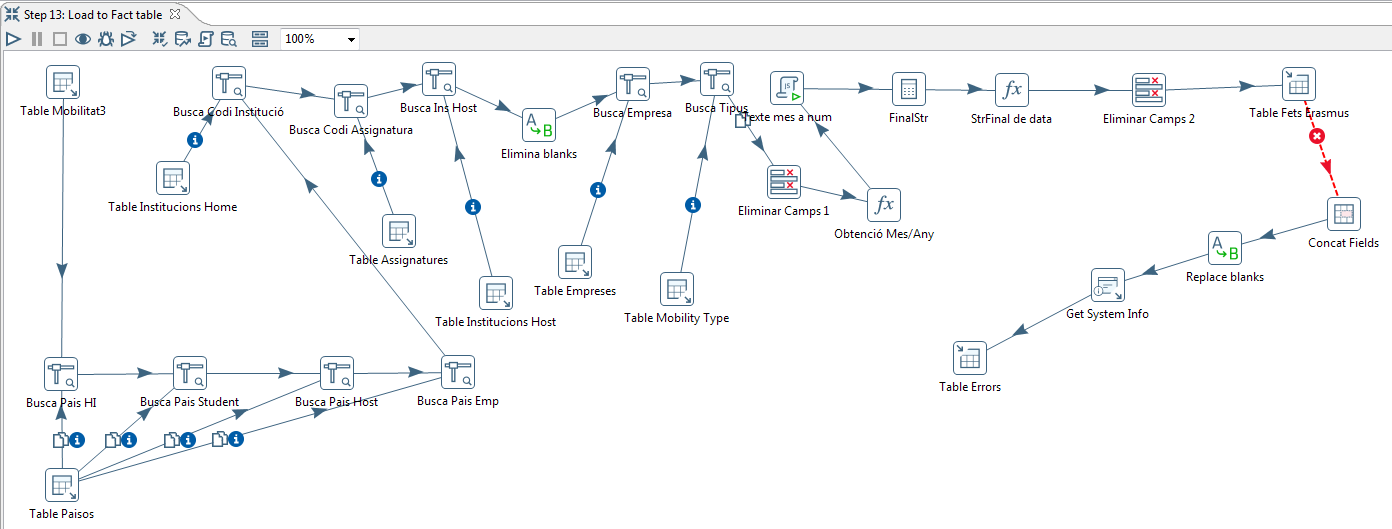 Step 13: Load to Fact table
100%
Table Mobilitat3
Busca Codi Institució
Busca Codi Assignatura
Busca Ins Host
Elimina blanks
Busca Empresa
Busca Tipus
Texte mes a num
FinalStr
StrFinal de data
Eliminar Camps 2
Table Fets Erasmus
Table Institucions Home
Table Assignatures
Table Institucions Host
Table Empreses
Table Mobility Type
Eliminar Camps 1
Obtenció Mes/Any
Concat Fields
Replace blanks
Get System Info
Table Errors
Busca Pais HI
Busca Pais Student
Busca Pais Host
Busca Pais Emp
Table Paisos